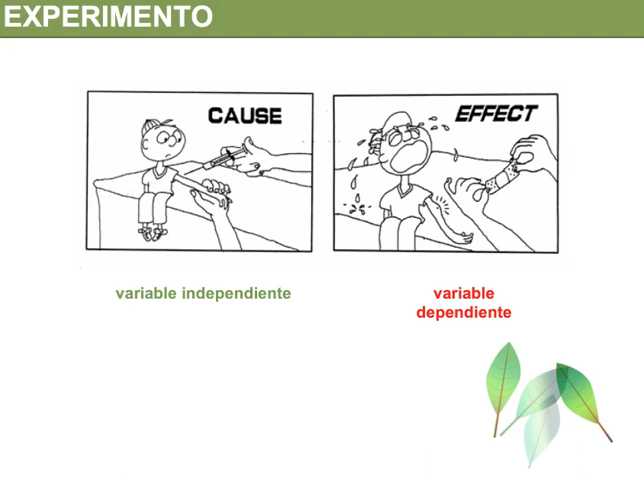 EXPERIMENTO
CAUSE
EFFECT
variable independiente
variable
dependiente